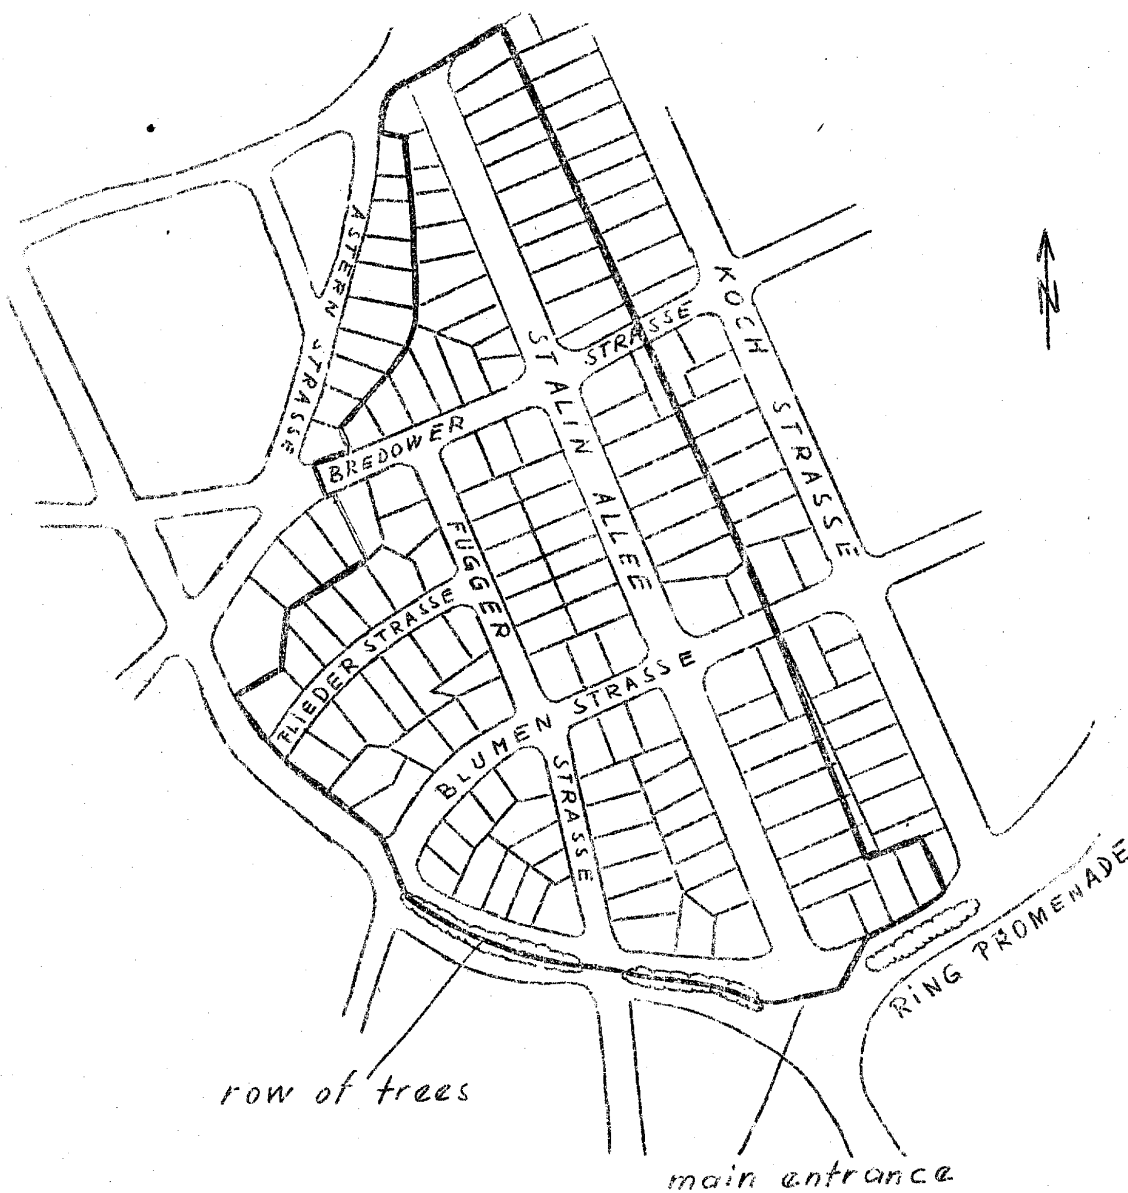 ASTERN STRASSE
KOCH STRASSE
STRASSE
STALIN ALLEE
BREDOWER
FUGGER
FLIEDER STRASSE
BLUMEN STRASSE
STRASSE
N
RING PROMENADE
row of trees
main entrance